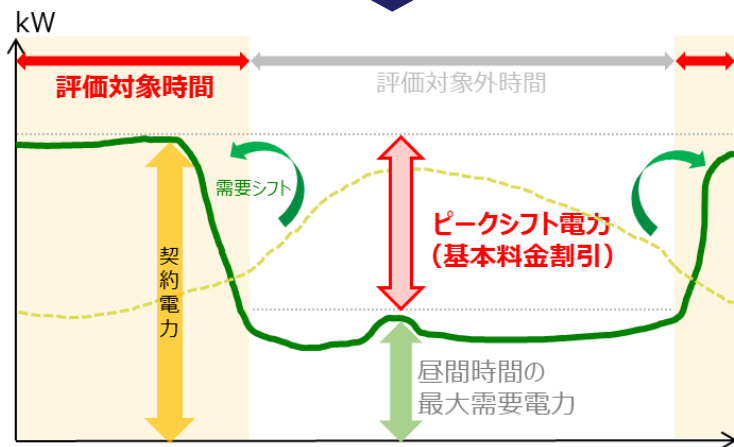 kW
評価対象時間
評価対象外時間
需要シフト
ピークシフト電力
（基本料金割引）
契約電力
昼間時間の
最大需要電力